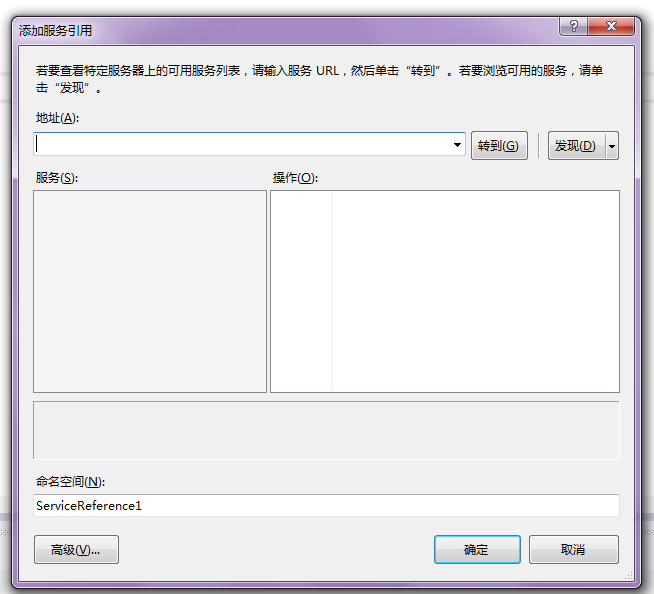 添加服务引用
若要查看特定服务器上的可用服务列表，请输入服务 URL，然后单击“转到”。若要浏览可用的服务，请单
击“发现”。
地址(A):
转到(G) 发现(D)
服务(S): 操作(O):
命名空间(N):
ServiceReference1
高级(V)... 确定 取消